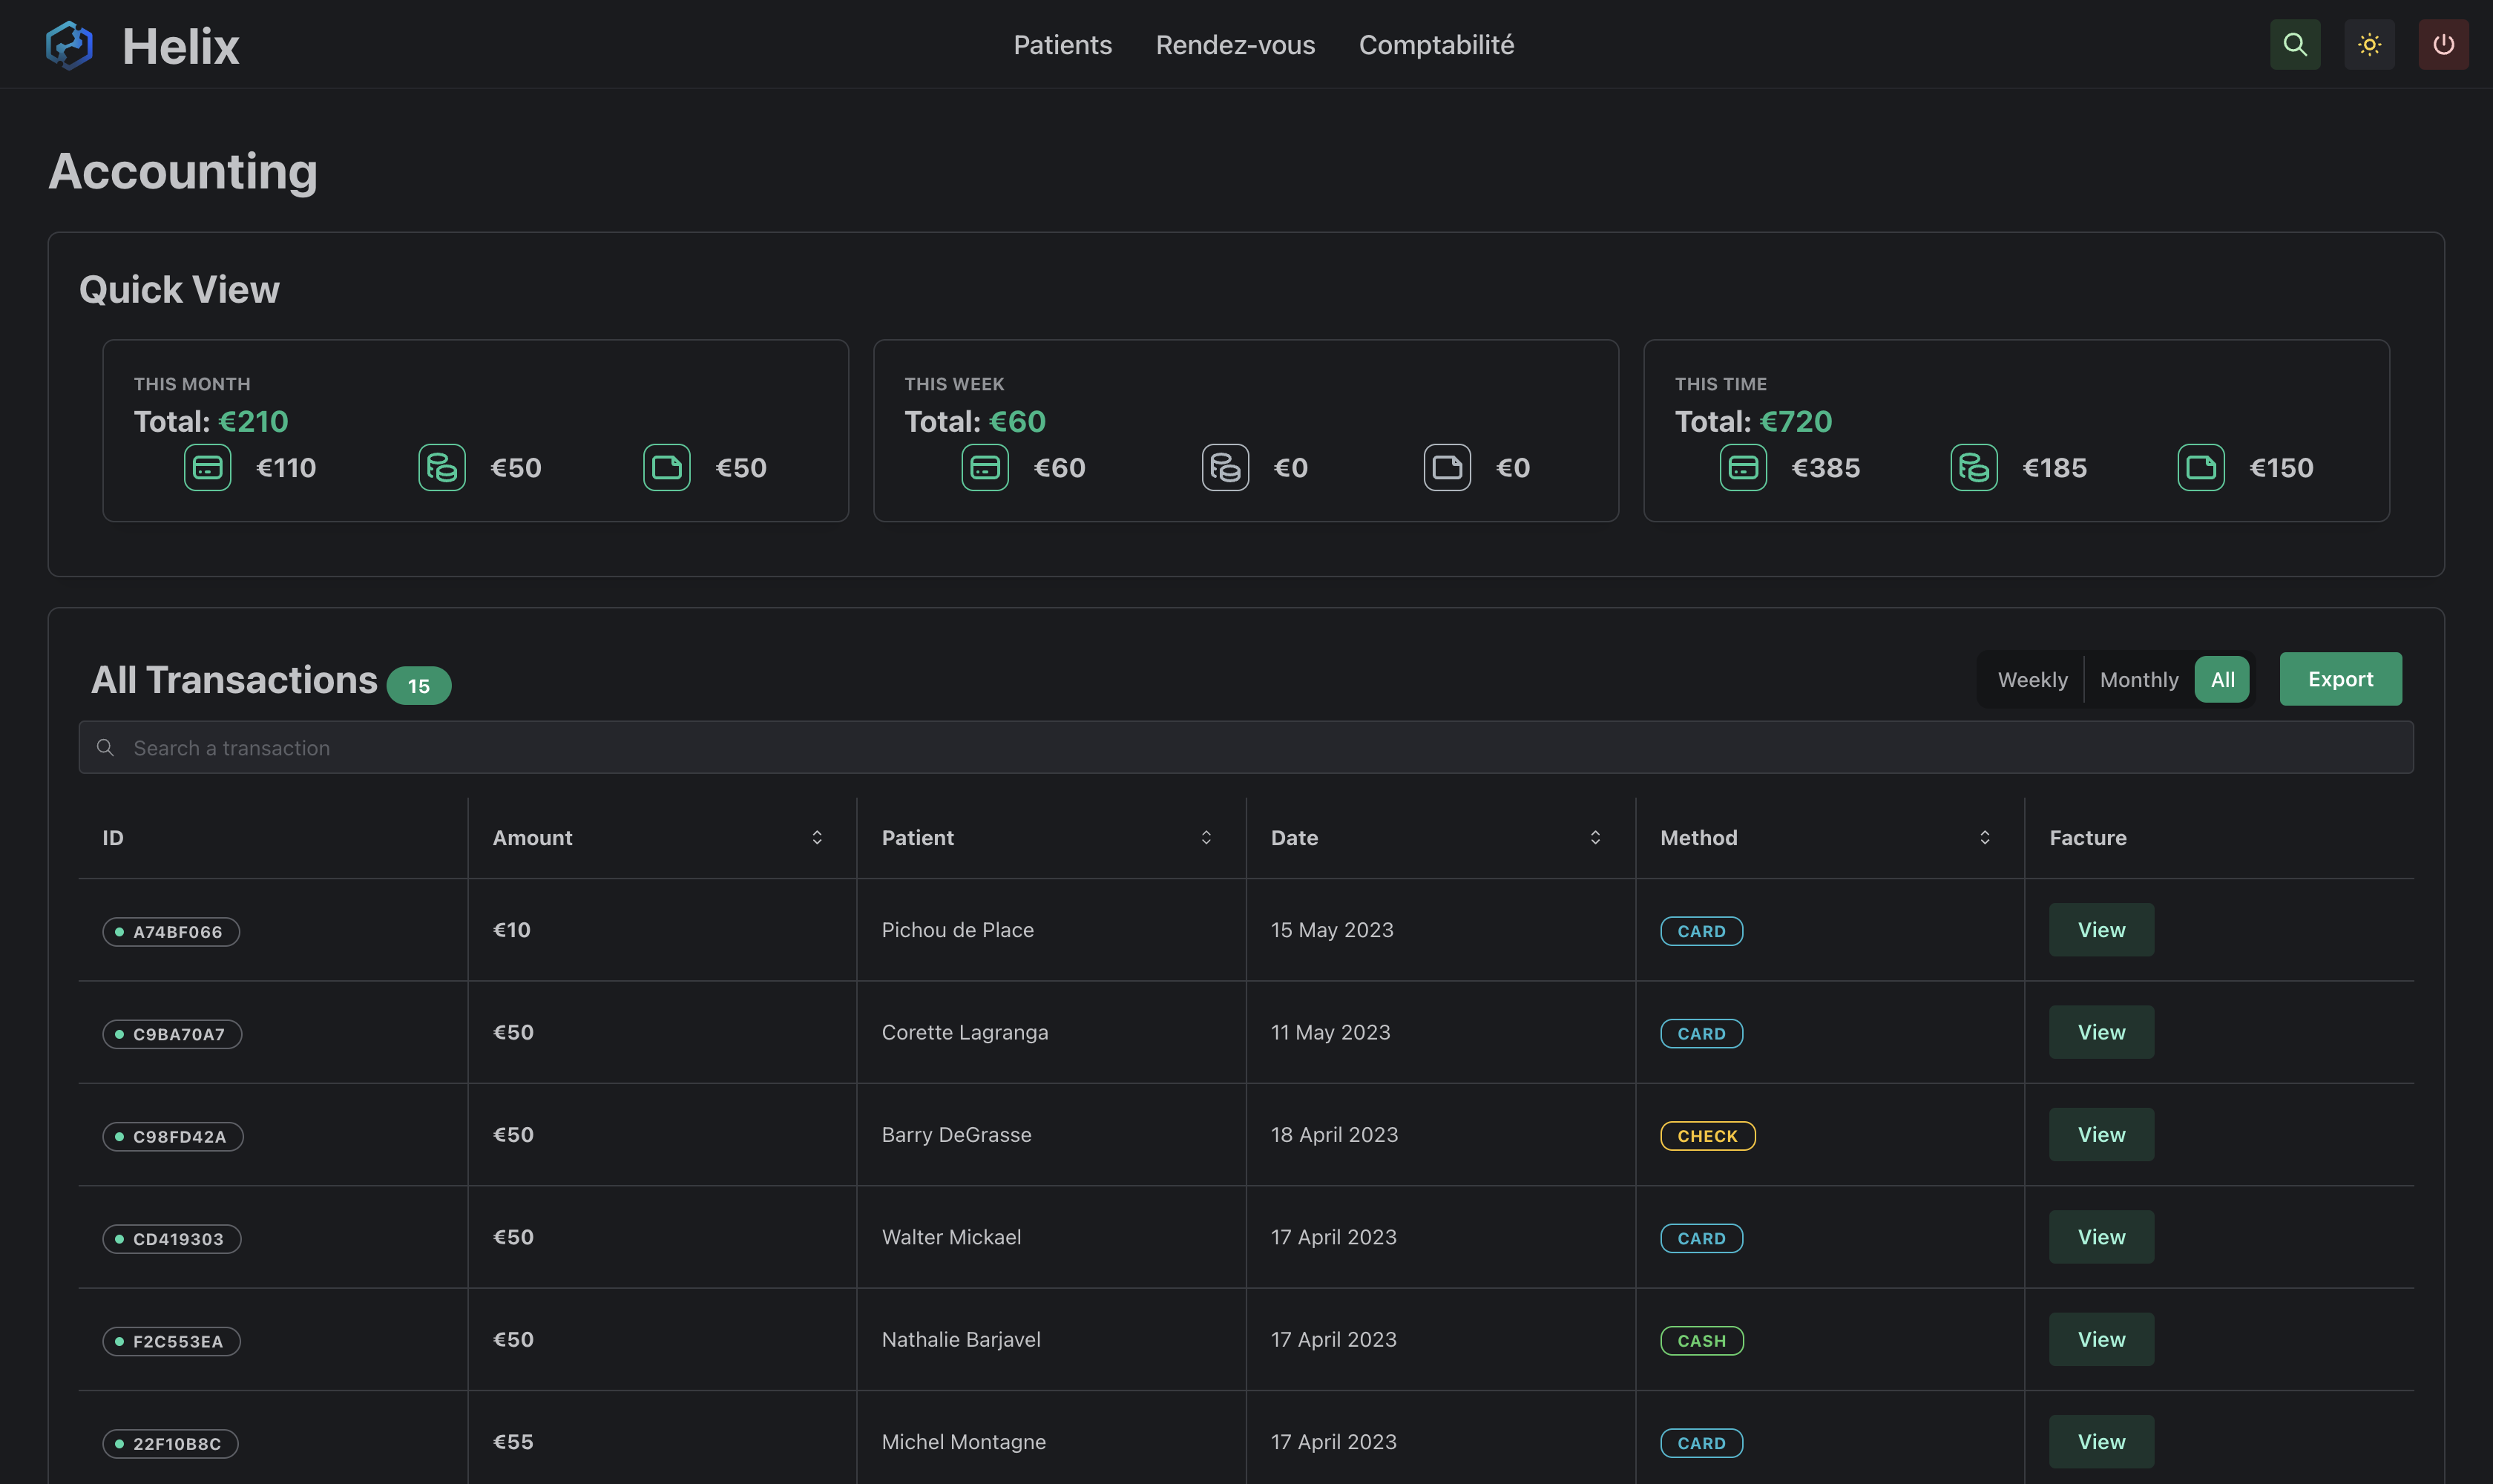 Helix
Patients Rendez-vous Comptabilité
Accounting
Quick View
THIS MONTH
Total: €210
€110 €50 €50
THIS WEEK
Total: €60
€60 €0 €0
THIS TIME
Total: €720
€385 €185 €150
All Transactions 15
Weekly Monthly All Export
Search a transaction
ID Amount Patient Date Method Facture
A74BF066 €10 Pichou de Place 15 May 2023 CARD View
C9BA70A7 €50 Corette Lagranga 11 May 2023 CARD View
C98FD42A €50 Barry DeGrasse 18 April 2023 CHECK View
CD419303 €50 Walter Mickael 17 April 2023 CARD View
F2C553EA €50 Nathalie Barjavel 17 April 2023 CASH View
22F10B8C €55 Michel Montagne 17 April 2023 CARD View